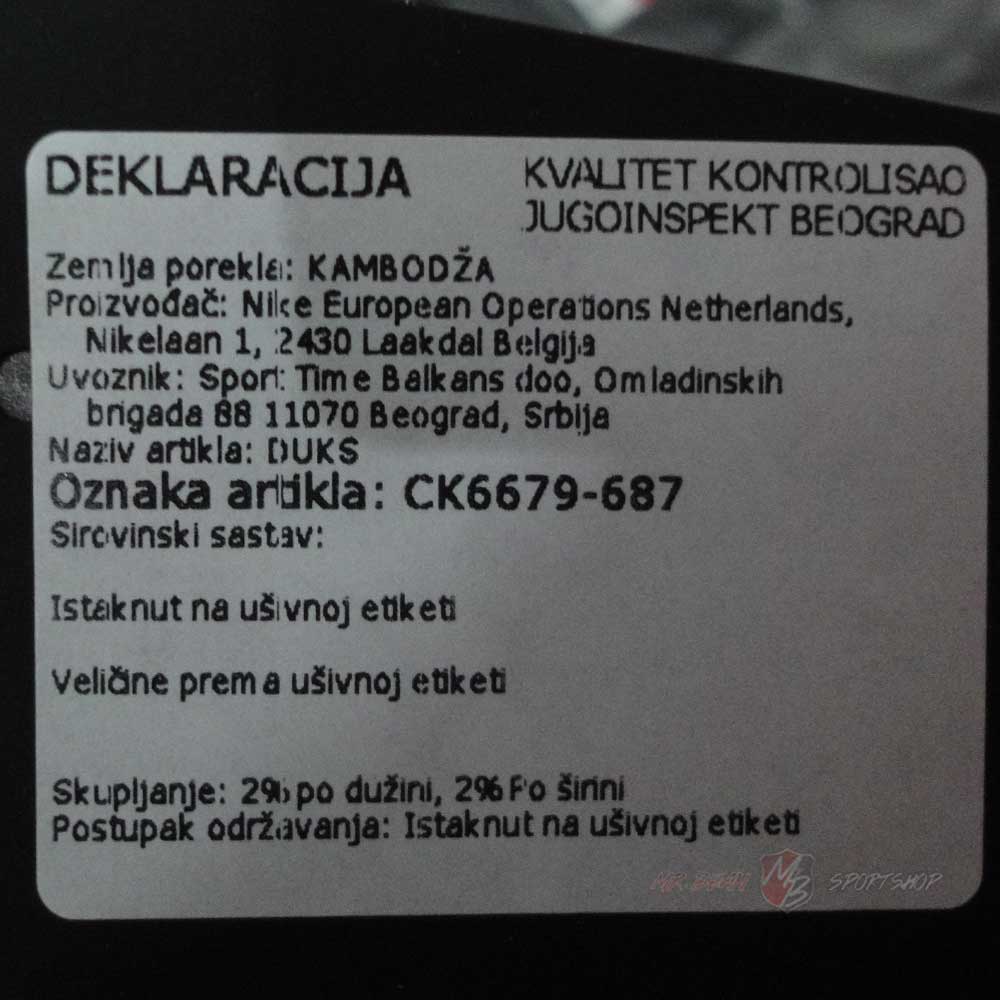 DEKLARACIJA
KVALITET KONTROLISAO
JUGOINSPEKT BEOGRAD
Zemlja porekla: KAMBODŽA
Proizvođač: Nike European Operations Netherlands,
Nikelaan 1, 2430 Laakdal Belgija
Uvoznik: Sport Time Balkans doo, Omladinskih
brigada 88 11070 Beograd, Srbija
Naziv artikla: DUKS
Oznaka artikla: CK6679-687
Sirovinski sastav:
Istaknut na ušivnoj etiketi
Veličine prema ušivnoj etiketi
Skupljanje: 2% po dužini, 2% Po širini
Postupak održavanja: Istaknut na ušivnoj etiketi
MR. BEAN MB SPORTSHOP